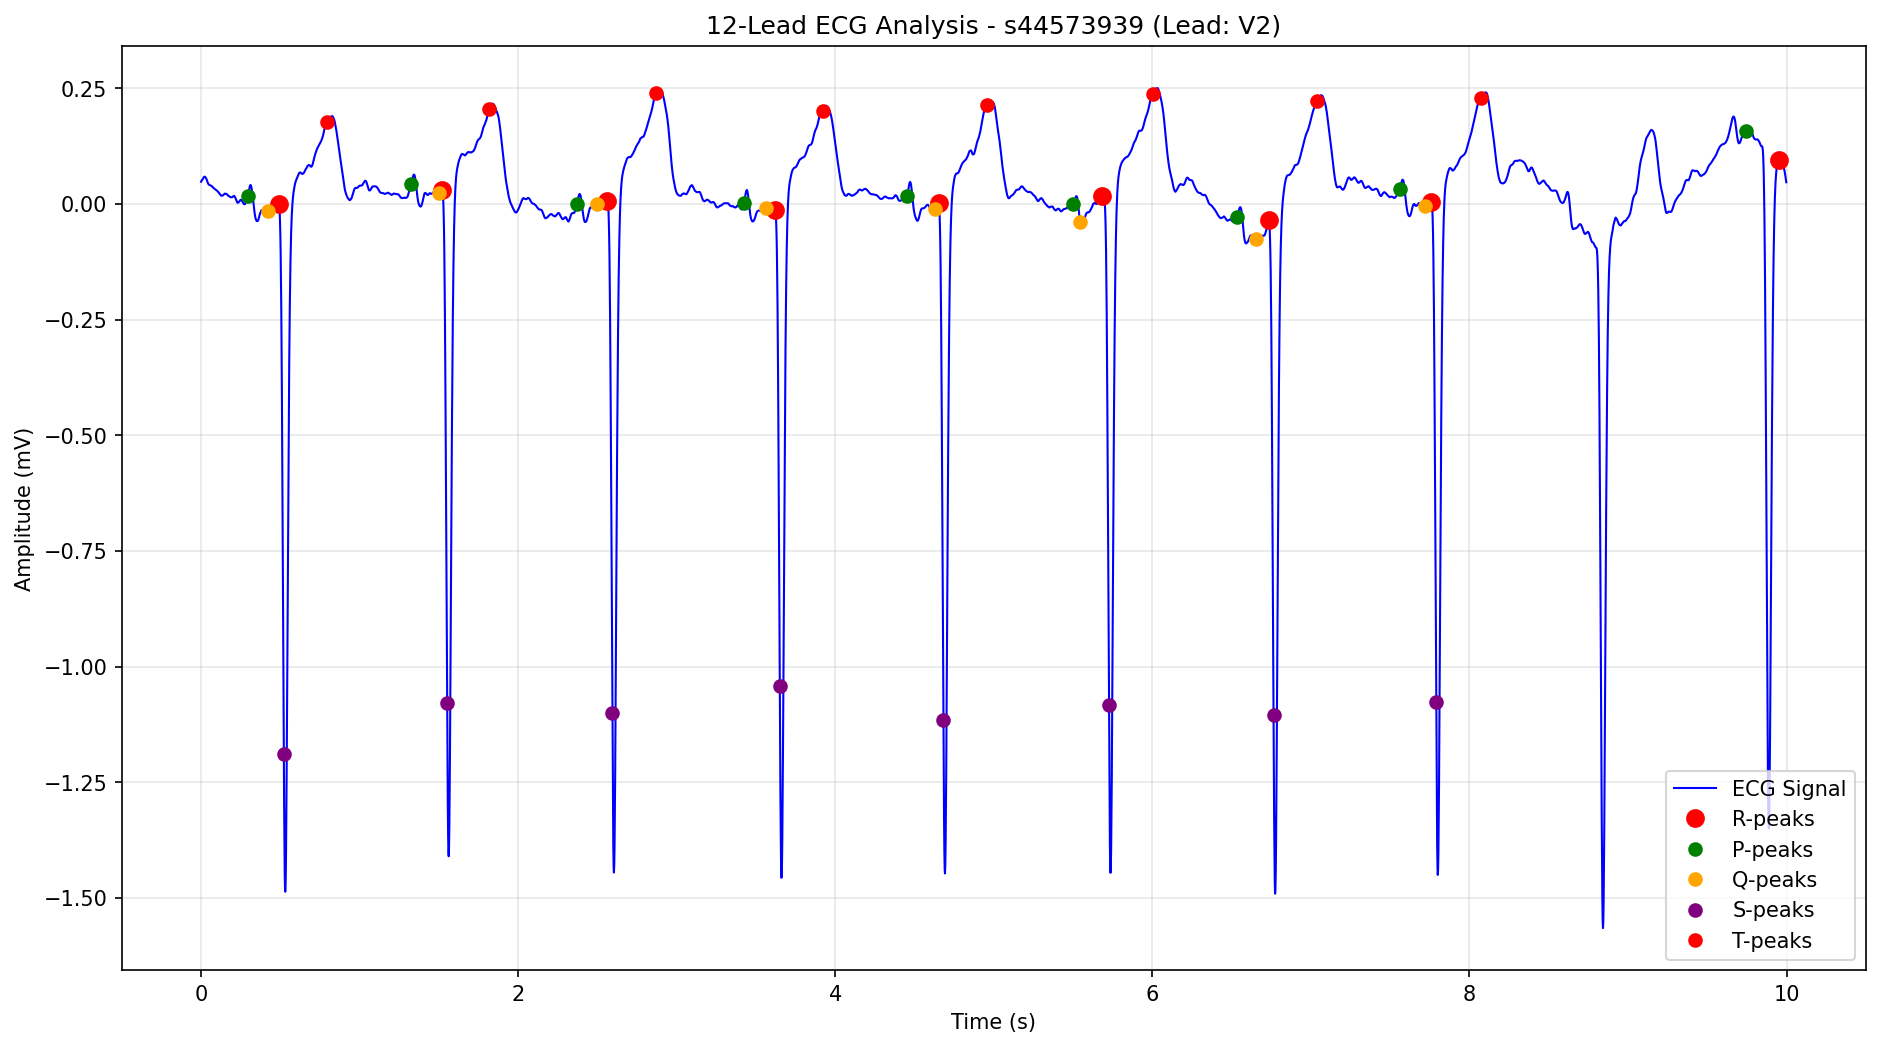 12-Lead ECG Analysis - s44573939 (Lead: V2)
Amplitude (mV)
0.25
0.00
−0.25
−0.50
−0.75
−1.00
−1.25
−1.50
ECG Signal
R-peaks
P-peaks
Q-peaks
S-peaks
T-peaks
0 2 4 6 8 10
Time (s)